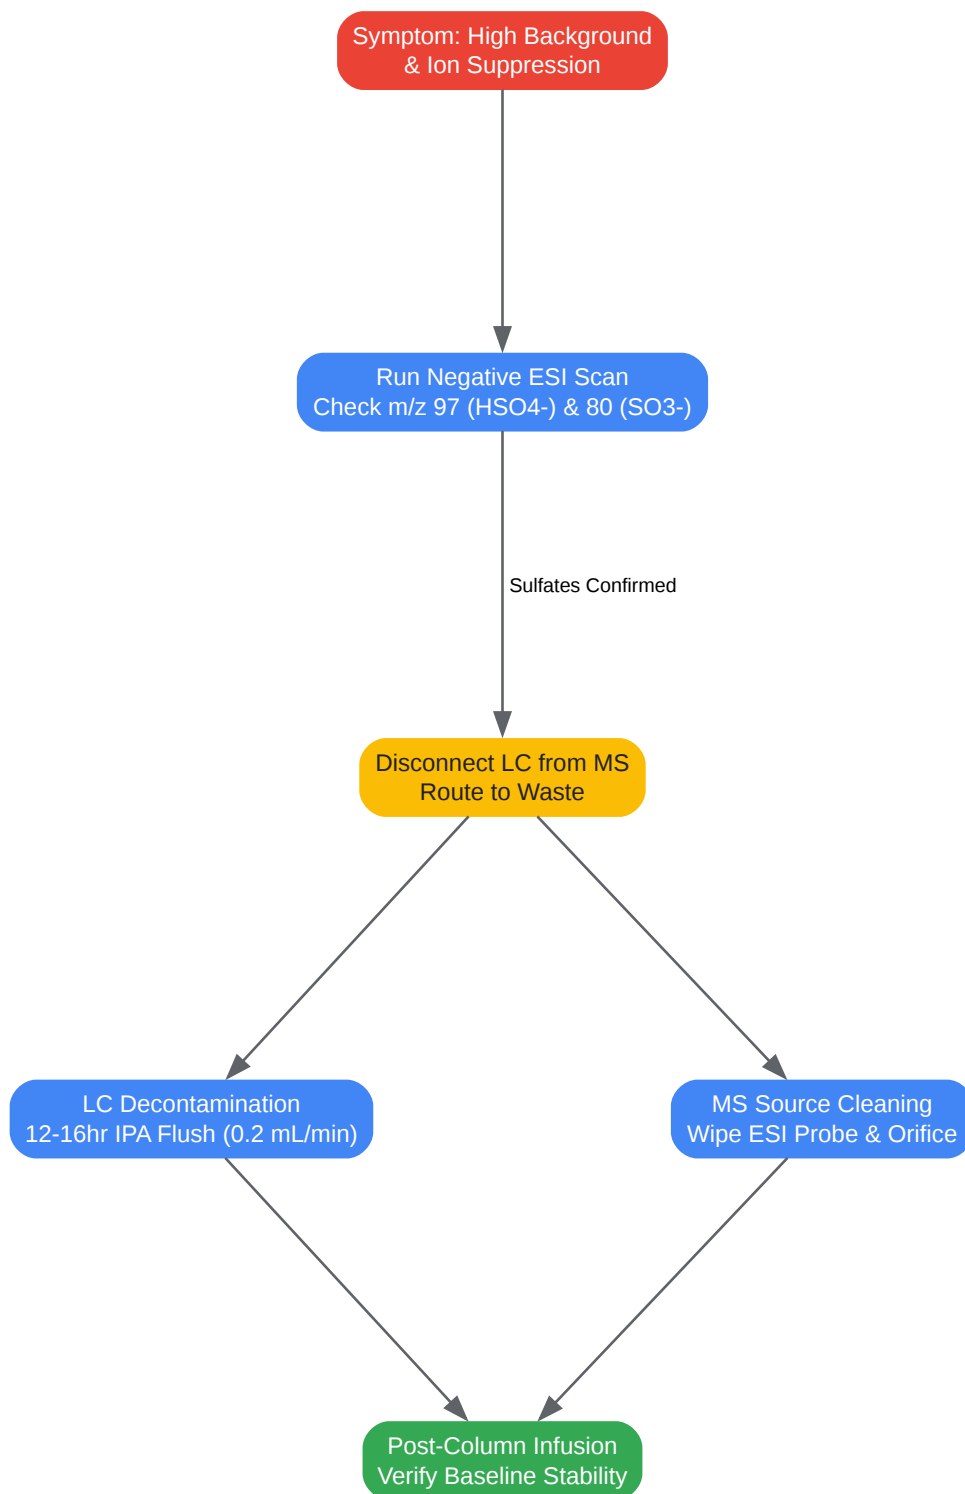 Symptom: High Background
& Ion Suppression
Run Negative ESI Scan
Check m/z 97 (HSO4-) & 80 (SO3-)
Sulfates Confirmed
Disconnect LC from MS
Route to Waste
LC Decontamination
12-16hr IPA Flush (0.2 mL/min)
MS Source Cleaning
Wipe ESI Probe & Orifice
Post-Column Infusion
Verify Baseline Stability